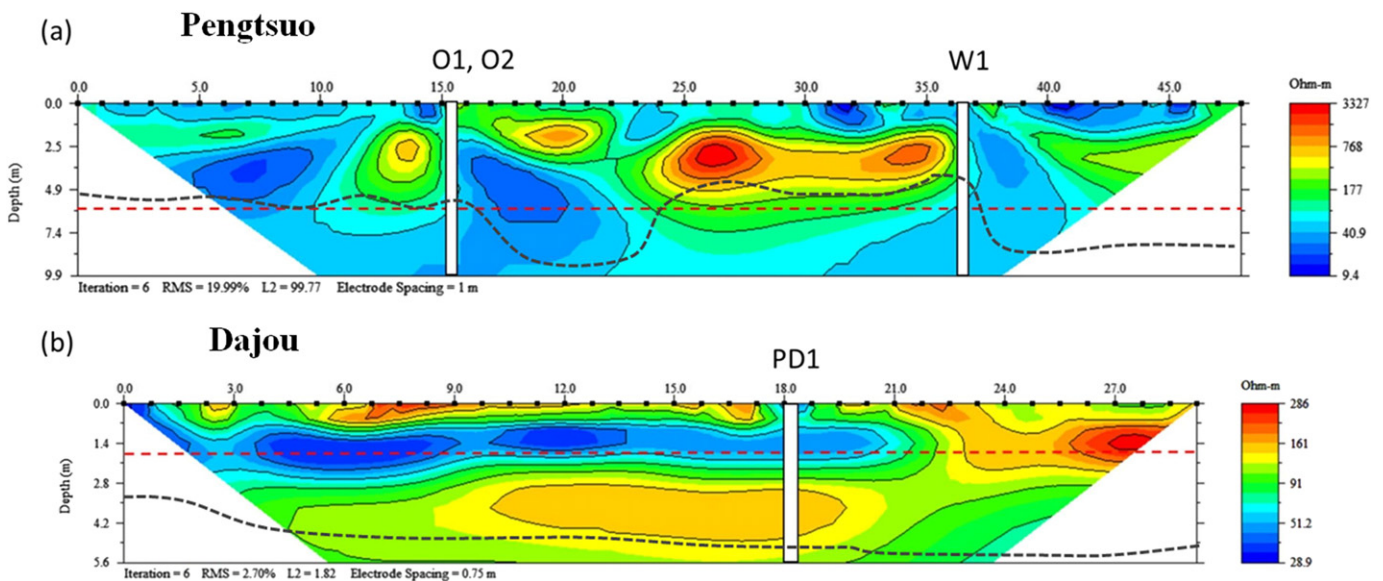 (a) Pengtsuo
O1, O2 W1
0.0 5.0 10.0 15.0 20.0 25.0 30.0 35.0 40.0 45.0
Ohm-m
Depth (m)
0.0
2.5
4.9
7.4
9.9
3327
768
177
40.9
9.4
Iteration = 6 RMS = 19.99% L2 = 99.77 Electrode Spacing = 1 m
(b) Dajou
PD1
0.0 3.0 6.0 9.0 12.0 15.0 18.0 21.0 24.0 27.0
Ohm-m
Depth (m)
0.0
1.4
2.8
4.2
5.6
286
161
91
51.2
28.9
Iteration = 6 RMS = 2.70% L2 = 1.82 Electrode Spacing = 0.75 m